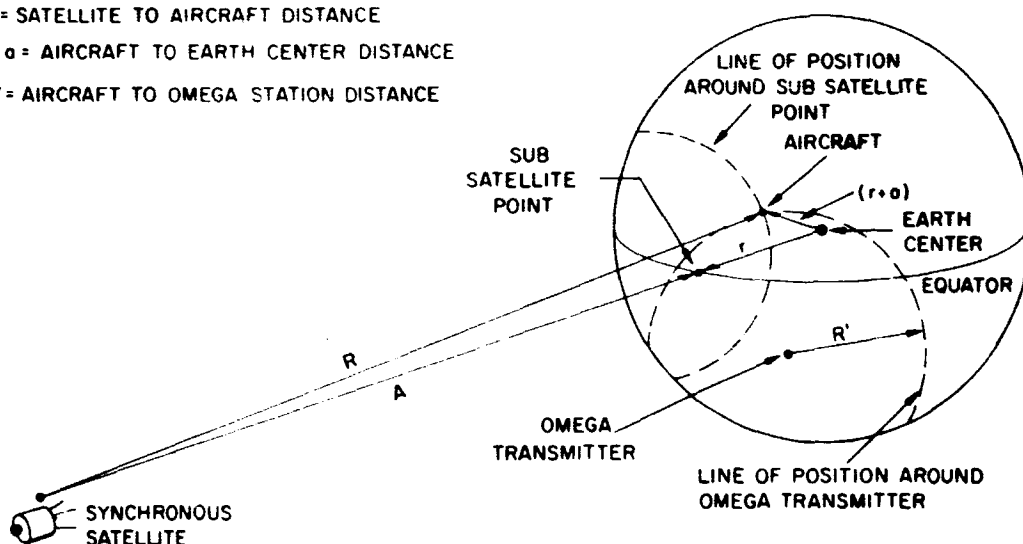 = SATELLITE TO AIRCRAFT DISTANCE
a = AIRCRAFT TO EARTH CENTER DISTANCE
= AIRCRAFT TO OMEGA STATION DISTANCE
LINE OF POSITION
AROUND SUB SATELLITE
POINT
AIRCRAFT
SUB
SATELLITE
POINT
(r+a)
EARTH
CENTER
r
EQUATOR
R'
R
A
OMEGA
TRANSMITTER
LINE OF POSITION AROUND
OMEGA TRANSMITTER
SYNCHRONOUS
SATELLITE